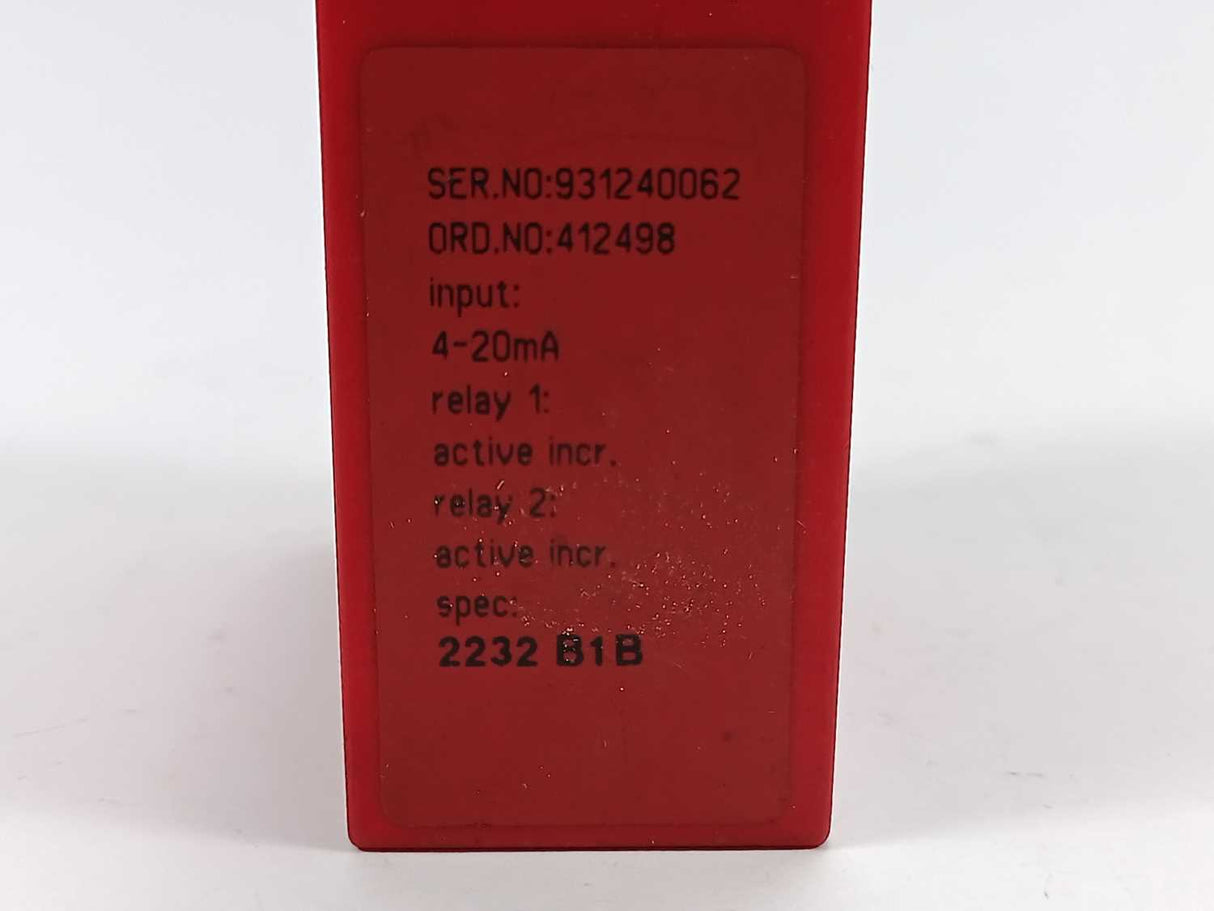 SER.NO:931240062
ORD.NO:412498
input:
4-20mA
relay 1:
active incr.
relay 2:
active incr.
spec:
2232 B1B